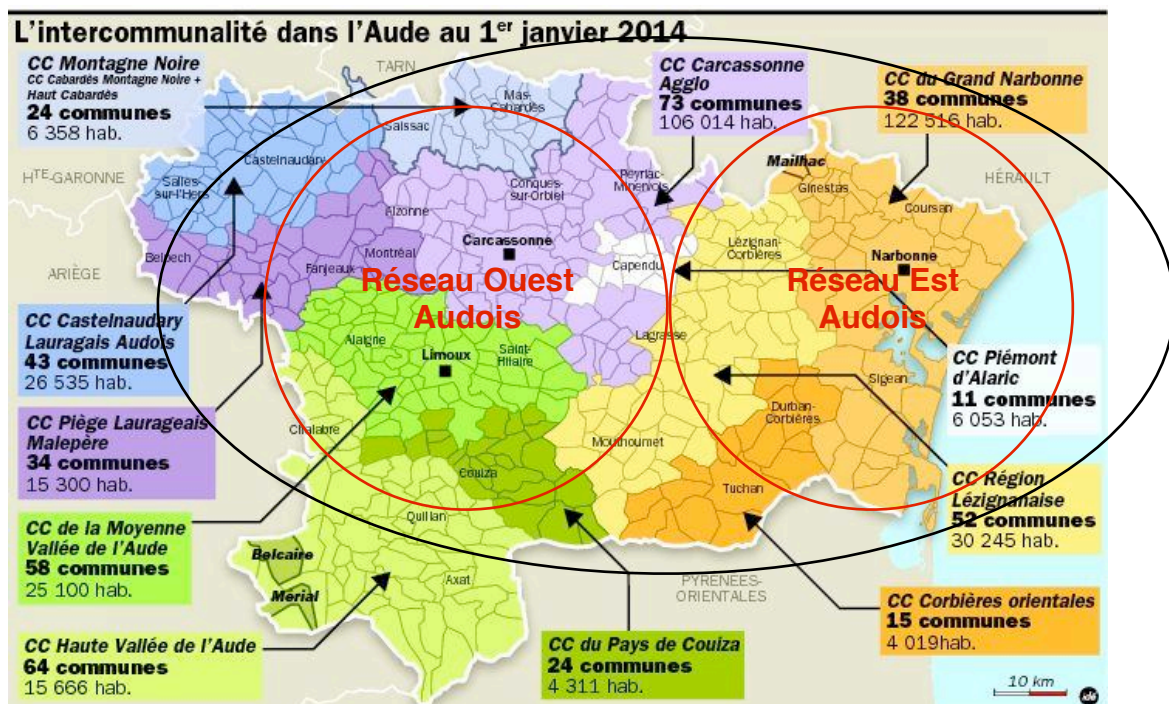 L'intercommunalité dans l'Aude au 1er janvier 2014
CC Montagne Noire
CC Cabardès Montagne Noire +
Haut Cabardès
24 communes
6 358 hab.
TARN
CC Carcassonne
Agglo
73 communes
106 014 hab.
CC du Grand Narbonne
38 communes
122 516 hab.
HTE-GARONNE
HÉRAULT
ARIÈGE
Mas-
Cabardès
Saissac
Castelnaudary
Salles-
sur-l'Hers
Peyriac-
Minervois
Conques-
sur-Orbiel
Mailhac
Ginestas
Coursan
Alzonne
Carcassonne
Lézignan-
Corbières
Narbonne
Belpech
Fanjeaux
Montréal
Capendu
Réseau Ouest
Audois
Réseau Est
Audois
CC Castelnaudary
Lauragais Audois
43 communes
26 535 hab.
Alaigne
Limoux
Saint-
Hilaire
Lagrasse
Sigean
CC Piémont
d'Alaric
11 communes
6 053 hab.
CC Piège Lauragais
Malepère
34 communes
15 300 hab.
Chalabre
Couiza
Mouthoumet
Durban-
Corbières
Tuchan
CC Région
Lézignanaise
52 communes
30 245 hab.
CC de la Moyenne
Vallée de l'Aude
58 communes
25 100 hab.
Quillan
Belcaire
Mérial
Axat
PYRENEES-
ORIENTALES
CC Haute Vallée de l'Aude
64 communes
15 666 hab.
CC du Pays de Couiza
24 communes
4 311 hab.
CC Corbières orientales
15 communes
4 019hab.
10 km
idé